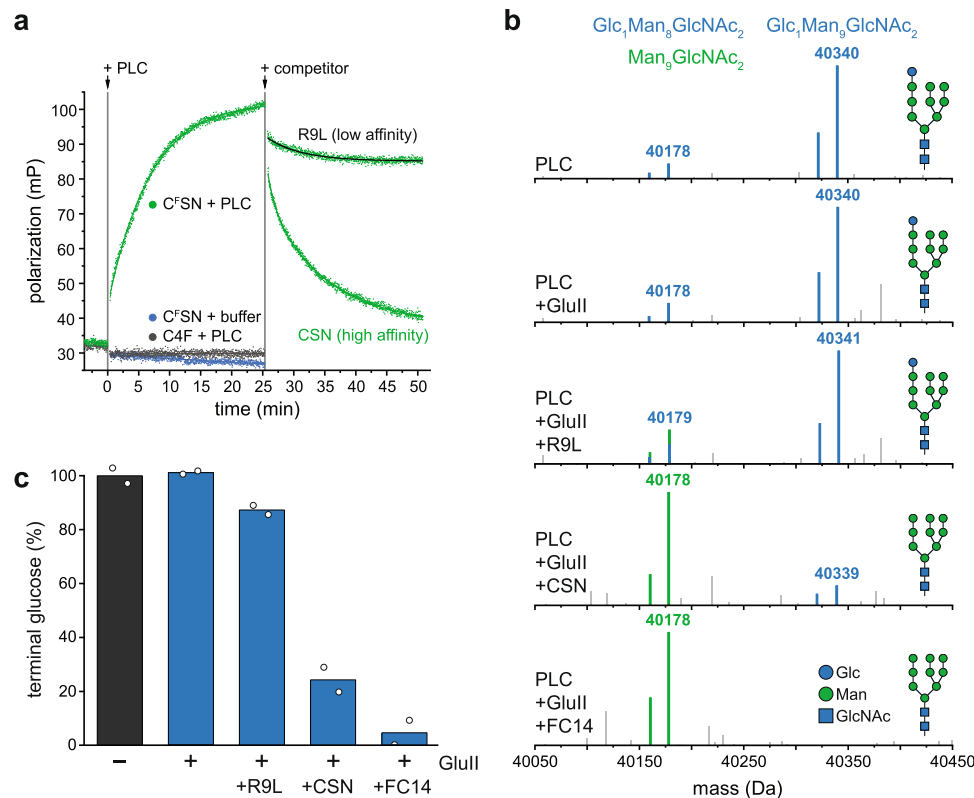 a
+ PLC
+ competitor
polarization (mP)
100
90
80
70
60
50
40
30
R9L (low affinity)
CᶠSN + PLC
CᶠSN + buffer
C4F + PLC
CSN (high affinity)
0 5 10 15 20 25 30 35 40 45 50
time (min)
b
Glc₁Man₈GlcNAc₂
Glc₁Man₉GlcNAc₂
Man₉GlcNAc₂
40340
40178
PLC
40340
40178
PLC
+GluII
40341
40179
PLC
+GluII
+R9L
40178
40339
PLC
+GluII
+CSN
40178
PLC
+GluII
+FC14
Glc
Man
GlcNAc
40050 40150 40250 40350 40450
mass (Da)
c
terminal glucose (%)
100
80
60
40
20
0
– + + + + GluII
+R9L +CSN +FC14